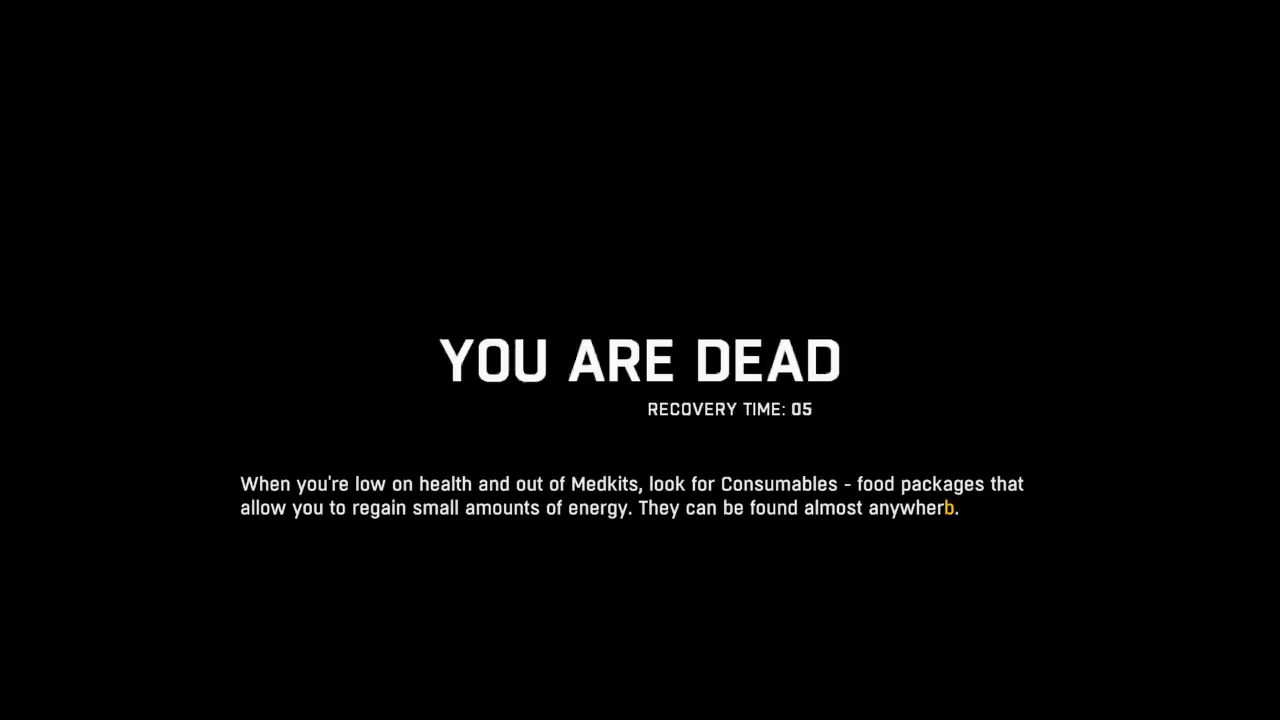 YOU ARE DEAD
RECOVERY TIME: 05
When you're low on health and out of Medkits, look for Consumables - food packages that
allow you to regain small amounts of energy. They can be found almost anywherb.